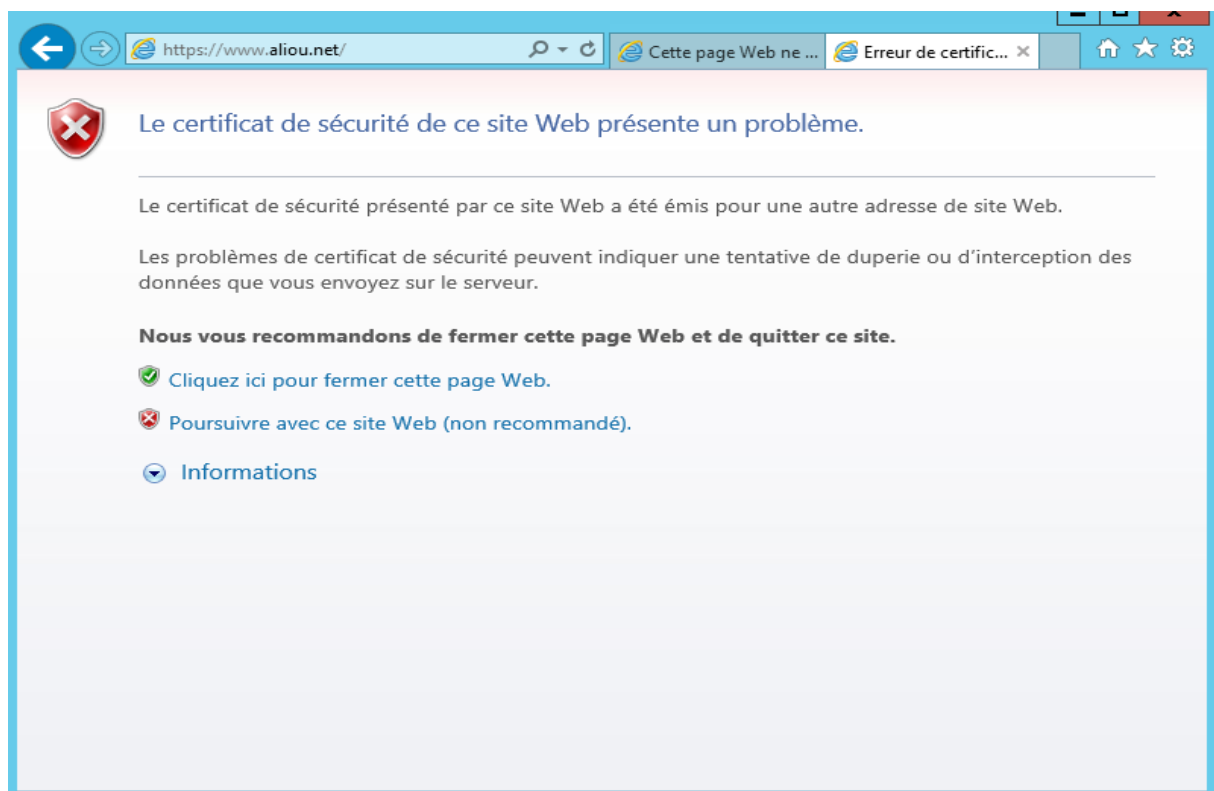 https://www.aliou.net/
Cette page Web ne ...
Erreur de certific...
Le certificat de sécurité de ce site Web présente un problème.
Le certificat de sécurité présenté par ce site Web a été émis pour une autre adresse de site Web.
Les problèmes de certificat de sécurité peuvent indiquer une tentative de duperie ou d'interception des
données que vous envoyez sur le serveur.
Nous vous recommandons de fermer cette page Web et de quitter ce site.
Cliquez ici pour fermer cette page Web.
Poursuivre avec ce site Web (non recommandé).
Informations